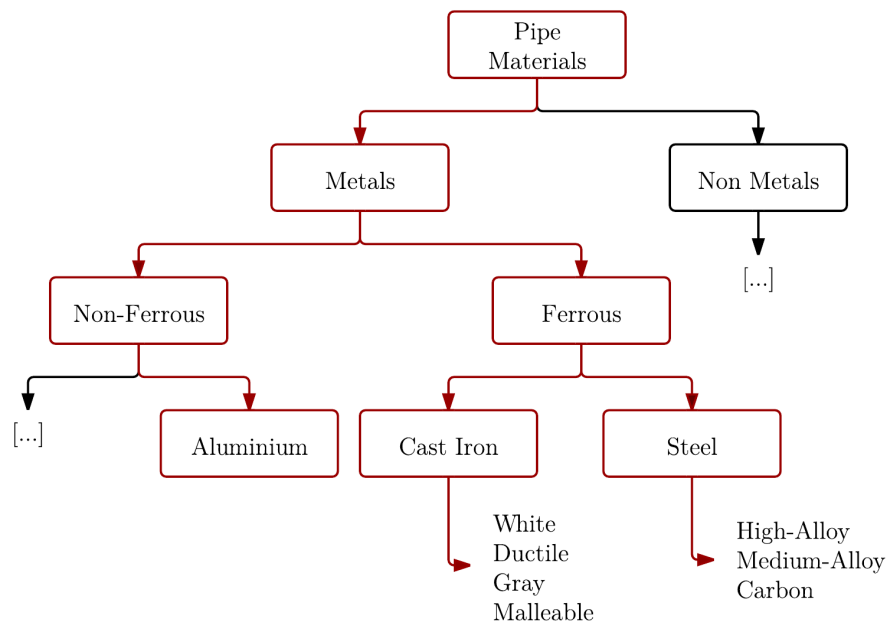 Pipe
Materials
Metals
Non Metals
[...]
Non-Ferrous
Ferrous
[...]
Aluminium
Cast Iron
Steel
White
Ductile
Gray
Malleable
High-Alloy
Medium-Alloy
Carbon